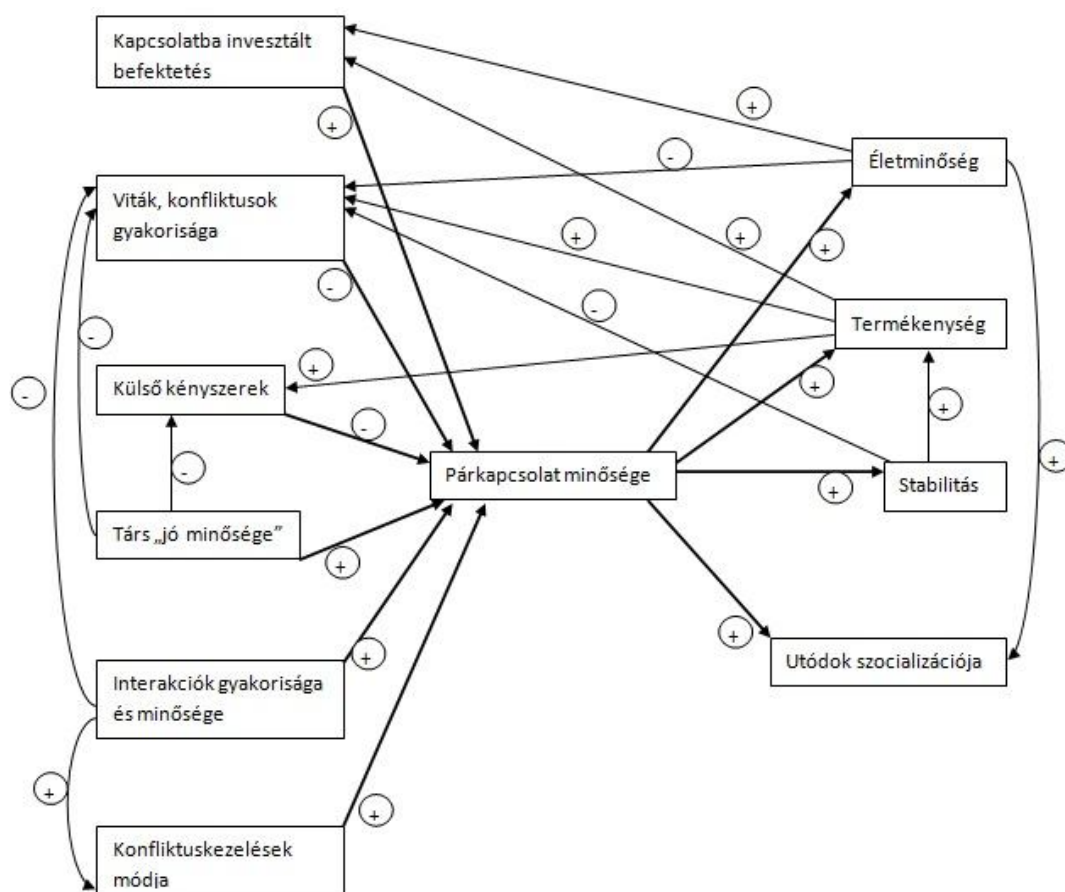 Kapcsolatba invesztált
befektetés
+
+
Életminőség
-
Viták, konfliktusok
gyakorisága
+
+
+
-
-
Termékenység
-
Külső kényszerek
+
+
-
-
+
-
Párkapcsolat minősége
+
Stabilitás
+
Társ „jó minősége”
+
+
+
Utódok szocializációja
Interakciók gyakorisága
és minősége
+
+
Konfliktuskezelések
módja